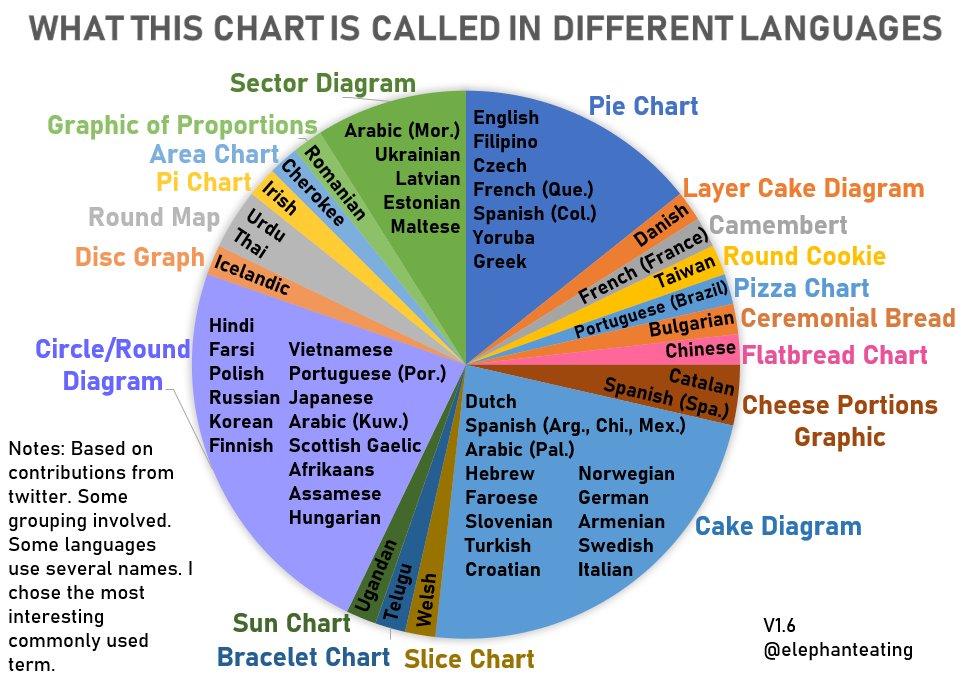 WHAT THIS CHART IS CALLED IN DIFFERENT LANGUAGES
Pie Chart
English
Filipino
Czech
French (Que.)
Spanish (Col.)
Yoruba
Greek
Layer Cake Diagram
Danish
Camembert
French (France)
Round Cookie
Taiwan
Pizza Chart
Portuguese (Brazil)
Ceremonial Bread
Bulgarian
Flatbread Chart
Chinese
Cheese Portions
Graphic
Catalan
Spanish (Spa.)
Cake Diagram
Dutch
Spanish (Arg., Chi., Mex.)
Arabic (Pal.)
Hebrew
Faroese
Slovenian
Turkish
Croatian
Norwegian
German
Armenian
Swedish
Italian
Slice Chart
Welsh
Bracelet Chart
Telugu
Sun Chart
Ugandan
Circle/Round
Diagram
Hindi
Farsi
Polish
Russian
Korean
Finnish
Vietnamese
Portuguese (Por.)
Japanese
Arabic (Kuw.)
Scottish Gaelic
Afrikaans
Assamese
Hungarian
Disc Graph
Icelandic
Round Map
Urdu
Thai
Pi Chart
Irish
Area Chart
Cherokee
Graphic of Proportions
Romanian
Sector Diagram
Arabic (Mor.)
Ukrainian
Latvian
Estonian
Maltese
Notes: Based on
contributions from
twitter. Some
grouping involved.
Some languages
use several names. I
chose the most
interesting
commonly used
term.
V1.6
@elephanteating